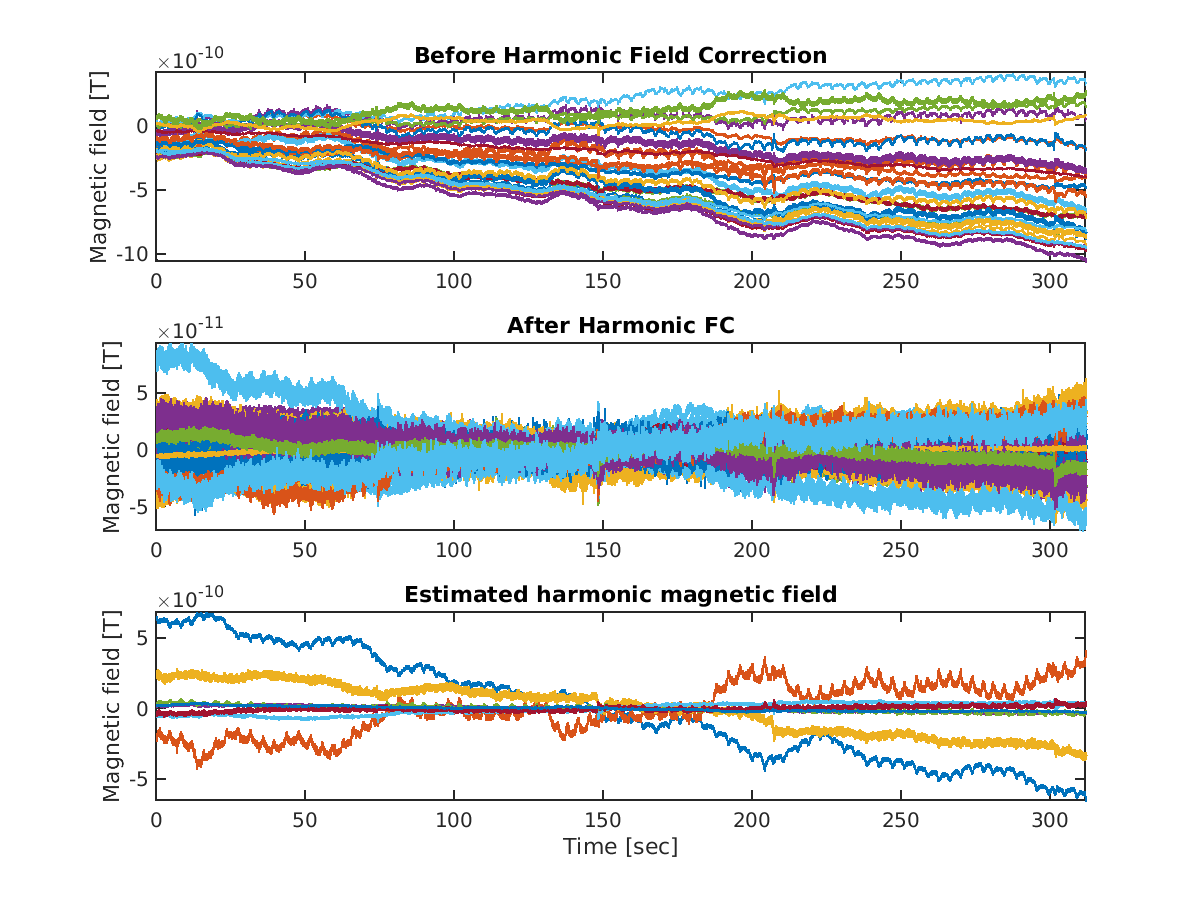 Before Harmonic Field Correction
×10^-10
Magnetic field [T]
0
-5
-10
0 50 100 150 200 250 300
After Harmonic FC
×10^-11
Magnetic field [T]
5
0
-5
0 50 100 150 200 250 300
Estimated harmonic magnetic field
×10^-10
Magnetic field [T]
5
0
-5
0 50 100 150 200 250 300
Time [sec]